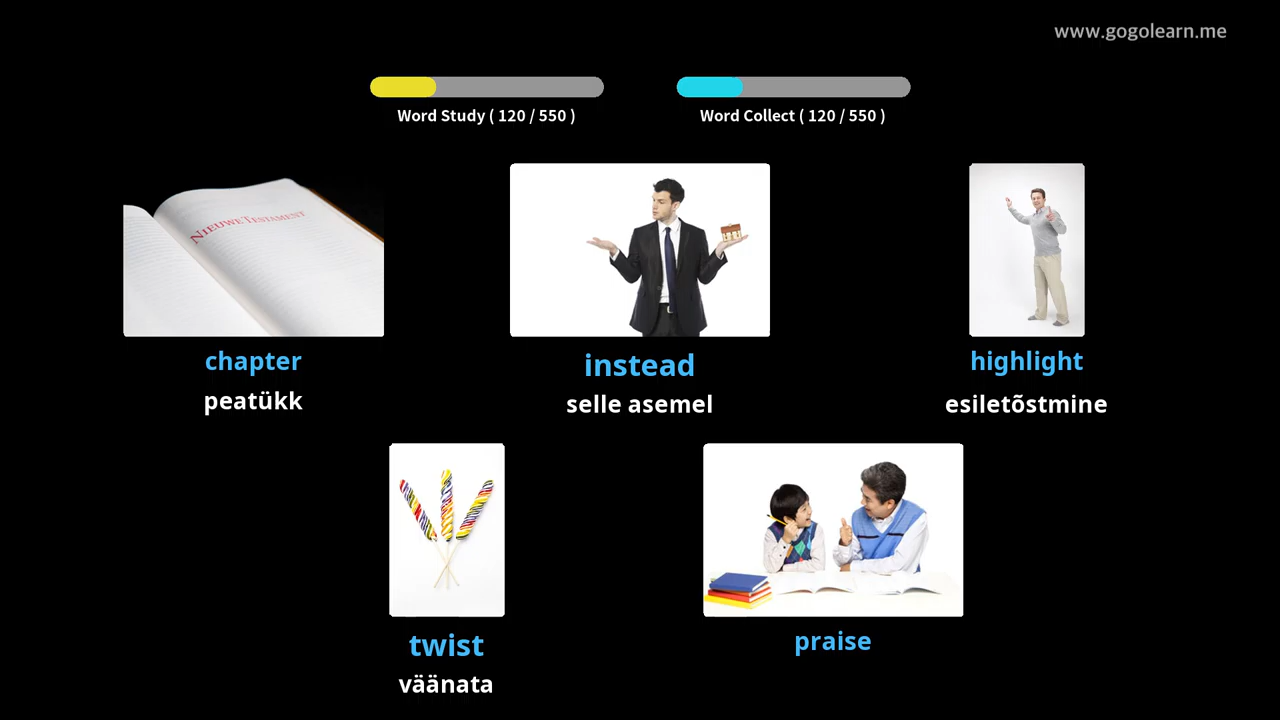 www.gogolearn.me
Word Study ( 120 / 550 )
Word Collect ( 120 / 550 )
NIEUWE TESTAMENT
chapter
peatükk
instead
selle asemel
highlight
esiletõstmine
twist
väänata
praise